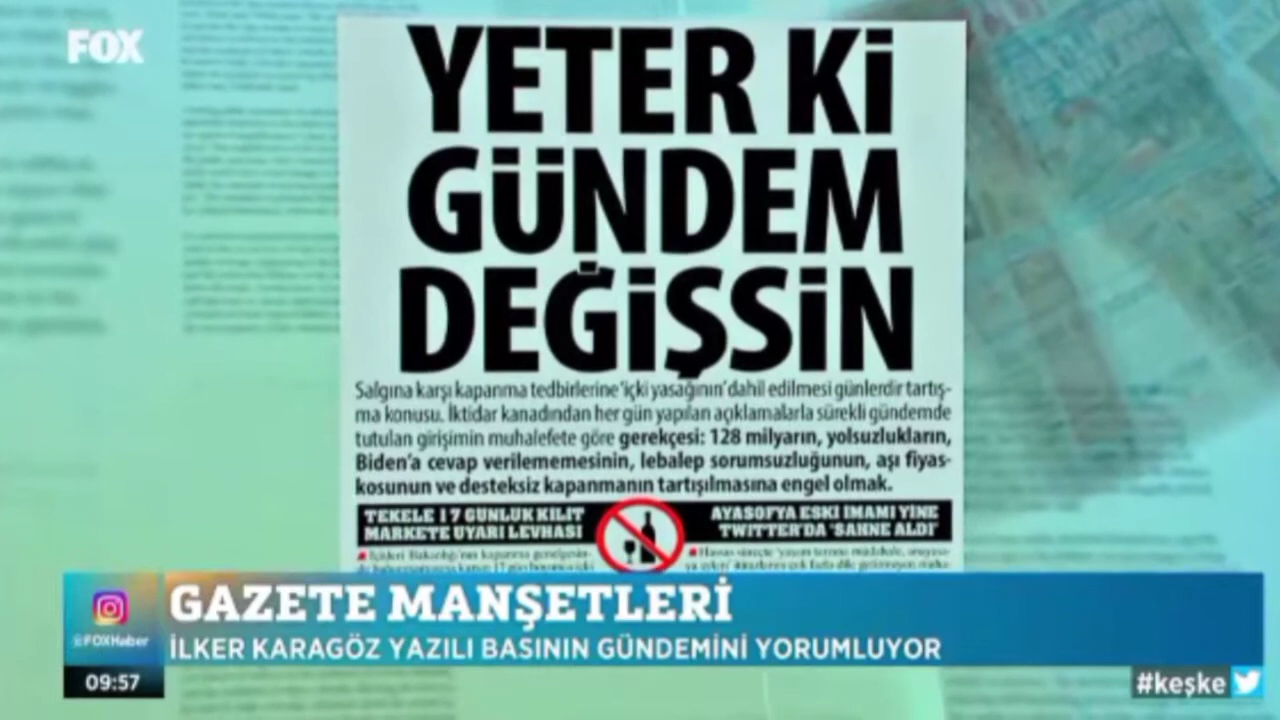 FOX
YETER Kİ
GÜNDEM
DEĞİŞSİN
Salgına karşı kapanma tedbirlerine 'içki yasağının' dahil edilmesi günlerdir tartış-
ma konusu. İktidar kanadından her gün yapılan açıklamalarla sürekli gündemde
tutulan girişimin muhalefete göre gerekçesi: 128 milyarın, yolsuzlukların,
Biden'a cevap verilememesinin, lebalep sorumsuzluğunun, aşı fiyas-
kosunun ve desteksiz kapanmanın tartışılmasına engel olmak.
TEKELE 17 GÜNLÜK KİLİT
MARKETE UYARI LEVHASI
AYASOFYA ESKİ İMAMI YİNE
TWITTER'DA 'SAHNE ALDI'
GAZETE MANŞETLERİ
@FOXHaber
İLKER KARAGÖZ YAZILI BASININ GÜNDEMİNİ YORUMLUYOR
09:57
#keşke